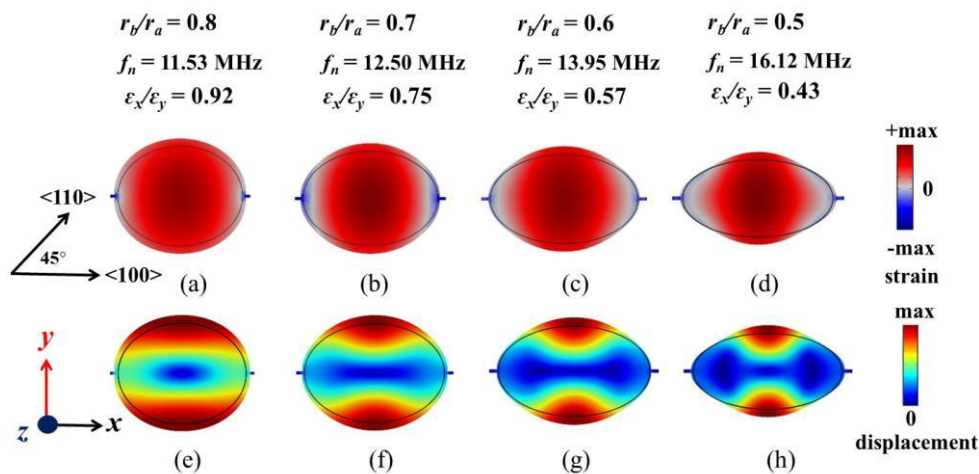 r_b/r_a = 0.8 r_b/r_a = 0.7 r_b/r_a = 0.6 r_b/r_a = 0.5
f_n = 11.53 MHz f_n = 12.50 MHz f_n = 13.95 MHz f_n = 16.12 MHz
ε_x/ε_y = 0.92 ε_x/ε_y = 0.75 ε_x/ε_y = 0.57 ε_x/ε_y = 0.43
+max
0
-max
strain
<110>
45°
<100>
(a) (b) (c) (d)
max
0
displacement
y
z
x
(e) (f) (g) (h)